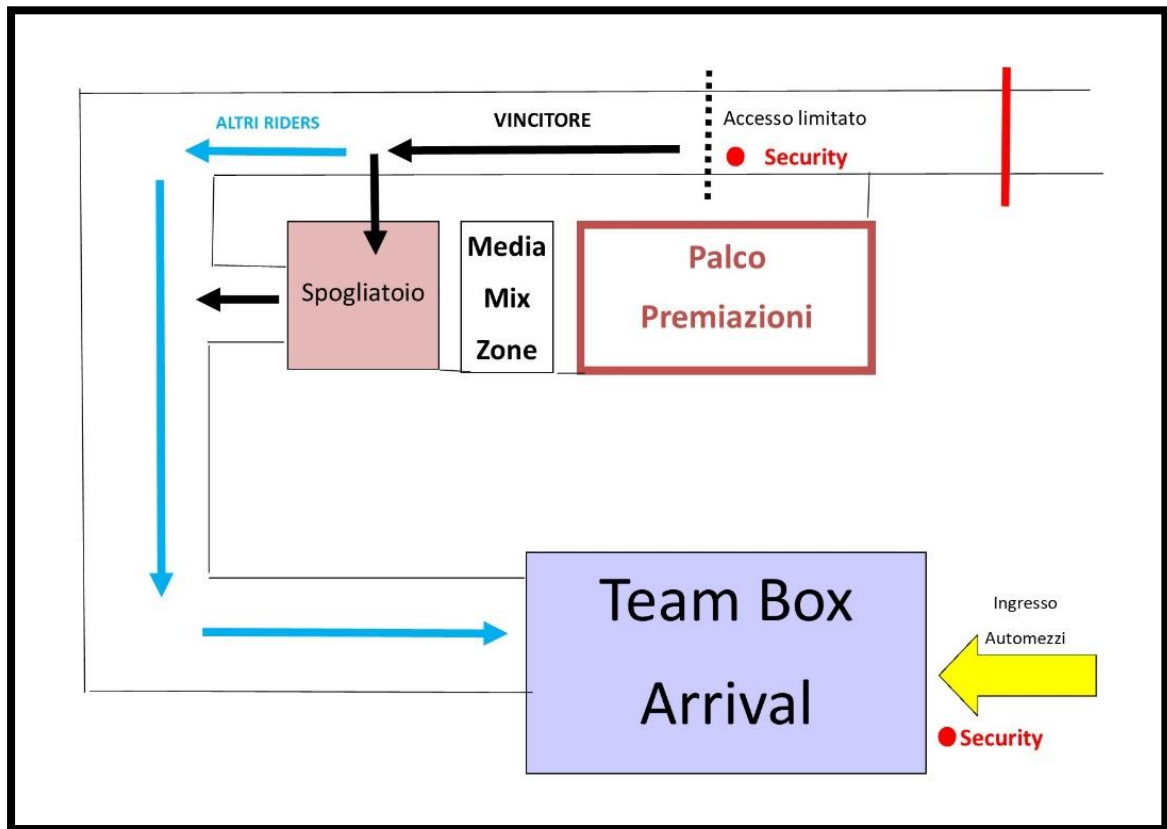 ALTRI RIDERS
VINCITORE
Accesso limitato
Security
Spogliatoio
Media
Mix
Zone
Palco
Premiazioni
Team Box
Arrival
Ingresso
Automezzi
Security